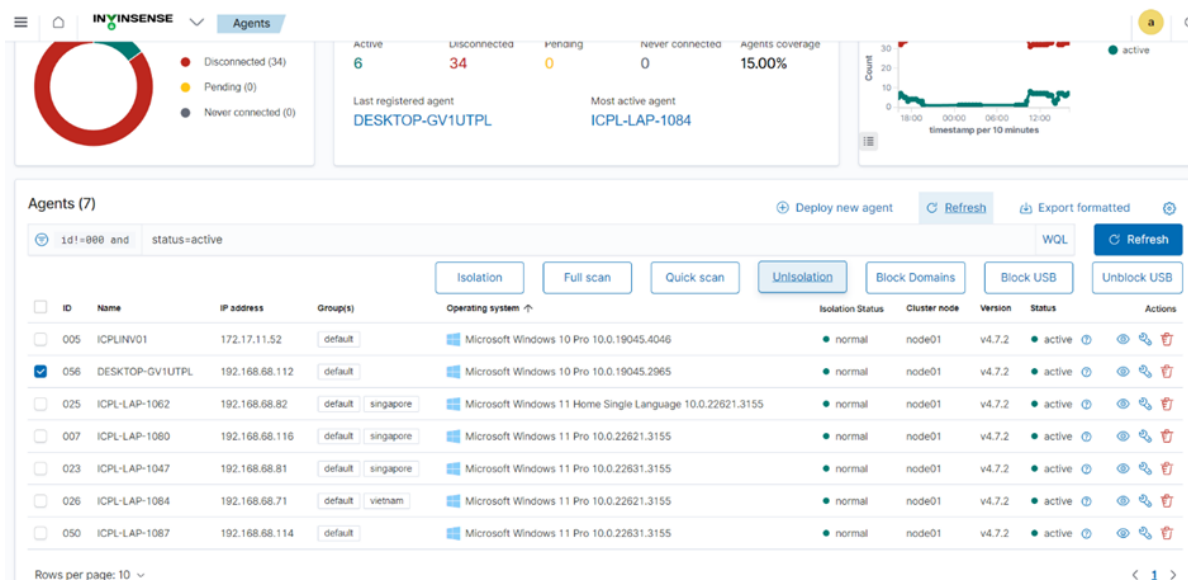 INVINSENSE Agents a
Active Disconnected Pending Never connected Agents coverage
6 34 0 0 15.00%
Disconnected (34)
Pending (0)
Never connected (0)
Last registered agent Most active agent
DESKTOP-GV1UTPL ICPL-LAP-1084
30
20
10
0
Count
active
18:00 00:00 06:00 12:00
timestamp per 10 minutes
Agents (7) Deploy new agent Refresh Export formatted
id!=000 and status=active WQL Refresh
Isolation Full scan Quick scan UnIsolation Block Domains Block USB Unblock USB
ID Name IP address Group(s) Operating system Isolation Status Cluster node Version Status Actions
005 ICPLINV01 172.17.11.52 default Microsoft Windows 10 Pro 10.0.19045.4046 normal node01 v4.7.2 active
056 DESKTOP-GV1UTPL 192.168.68.112 default Microsoft Windows 10 Pro 10.0.19045.2965 normal node01 v4.7.2 active
025 ICPL-LAP-1062 192.168.68.82 default singapore Microsoft Windows 11 Home Single Language 10.0.22621.3155 normal node01 v4.7.2 active
007 ICPL-LAP-1080 192.168.68.116 default singapore Microsoft Windows 11 Pro 10.0.22621.3155 normal node01 v4.7.2 active
023 ICPL-LAP-1047 192.168.68.81 default singapore Microsoft Windows 11 Pro 10.0.22631.3155 normal node01 v4.7.2 active
026 ICPL-LAP-1084 192.168.68.71 default vietnam Microsoft Windows 11 Pro 10.0.22621.3155 normal node01 v4.7.2 active
050 ICPL-LAP-1087 192.168.68.114 default Microsoft Windows 11 Pro 10.0.22631.3155 normal node01 v4.7.2 active
Rows per page: 10 1